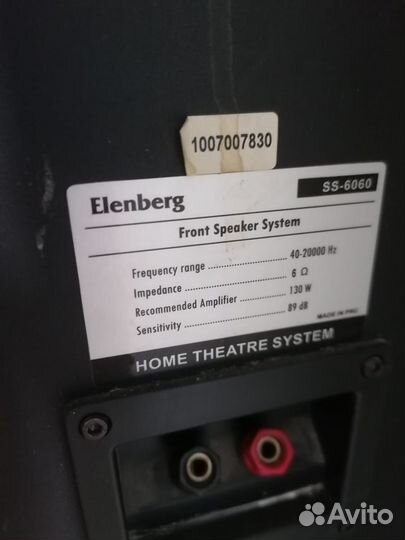 1007007830
Elenberg
SS-6060
Front Speaker System
Frequency range .................... 40-20000 Hz
Impedance .................... 6 Ω
Recommended Amplifier .................... 130 W
Sensitivity .................... 89 dB
MADE IN PRC
HOME THEATRE SYSTEM
Avito